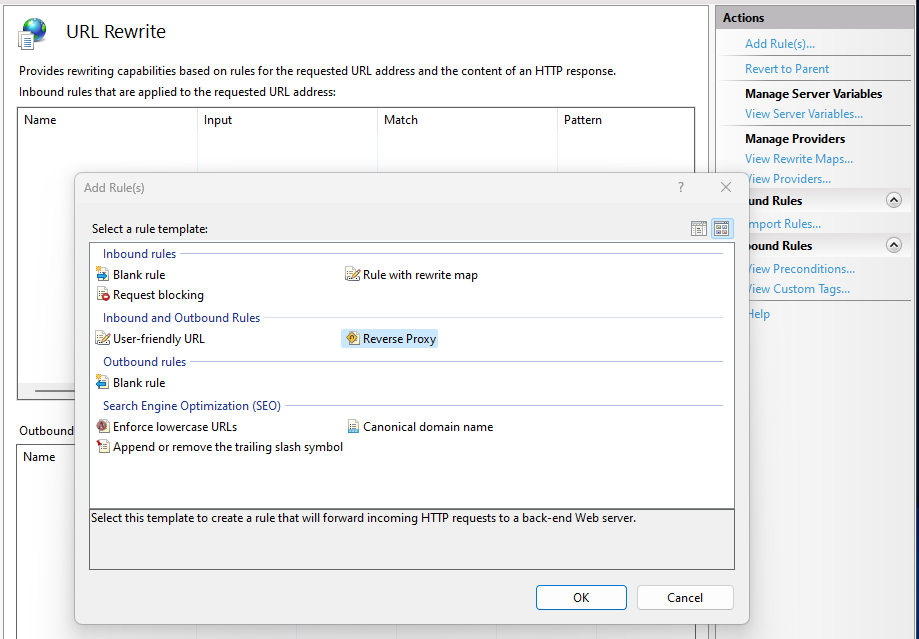 URL Rewrite
Provides rewriting capabilities based on rules for the requested URL address and the content of an HTTP response.
Inbound rules that are applied to the requested URL address:
Name Input Match Pattern
Add Rule(s) ?
Select a rule template:
Inbound rules
Blank rule Rule with rewrite map
Request blocking
Inbound and Outbound Rules
User-friendly URL Reverse Proxy
Outbound rules
Blank rule
Search Engine Optimization (SEO)
Enforce lowercase URLs Canonical domain name
Append or remove the trailing slash symbol
Select this template to create a rule that will forward incoming HTTP requests to a back-end Web server.
OK Cancel
Outbound
Name
Actions
Add Rule(s)...
Revert to Parent
Manage Server Variables
View Server Variables...
Manage Providers
View Rewrite Maps...
View Providers...
und Rules
mport Rules...
bound Rules
View Preconditions...
View Custom Tags...
Help